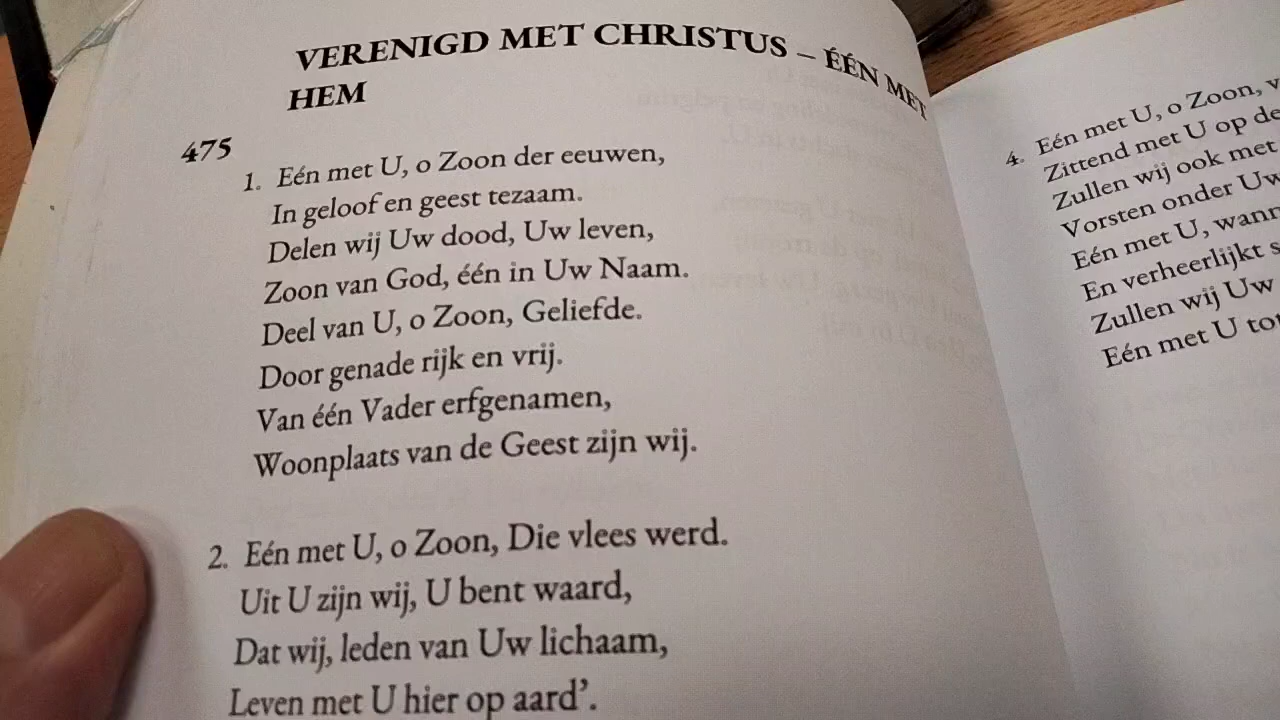 VERENIGD MET CHRISTUS – ÉÉN MET
HEM
475
1. Eén met U, o Zoon der eeuwen,
In geloof en geest tezaam.
Delen wij Uw dood, Uw leven,
Zoon van God, één in Uw Naam.
Deel van U, o Zoon, Geliefde.
Door genade rijk en vrij.
Van één Vader erfgenamen,
Woonplaats van de Geest zijn wij.
2. Eén met U, o Zoon, Die vlees werd.
Uit U zijn wij, U bent waard,
Dat wij, leden van Uw lichaam,
Leven met U hier op aard’.
4. Eén met U, o Zoon,
Zittend met U op
Zullen wij ook met
Vorsten onder
Eén met U,
En verheerlijkt
Zullen wij Uw
Eén met U